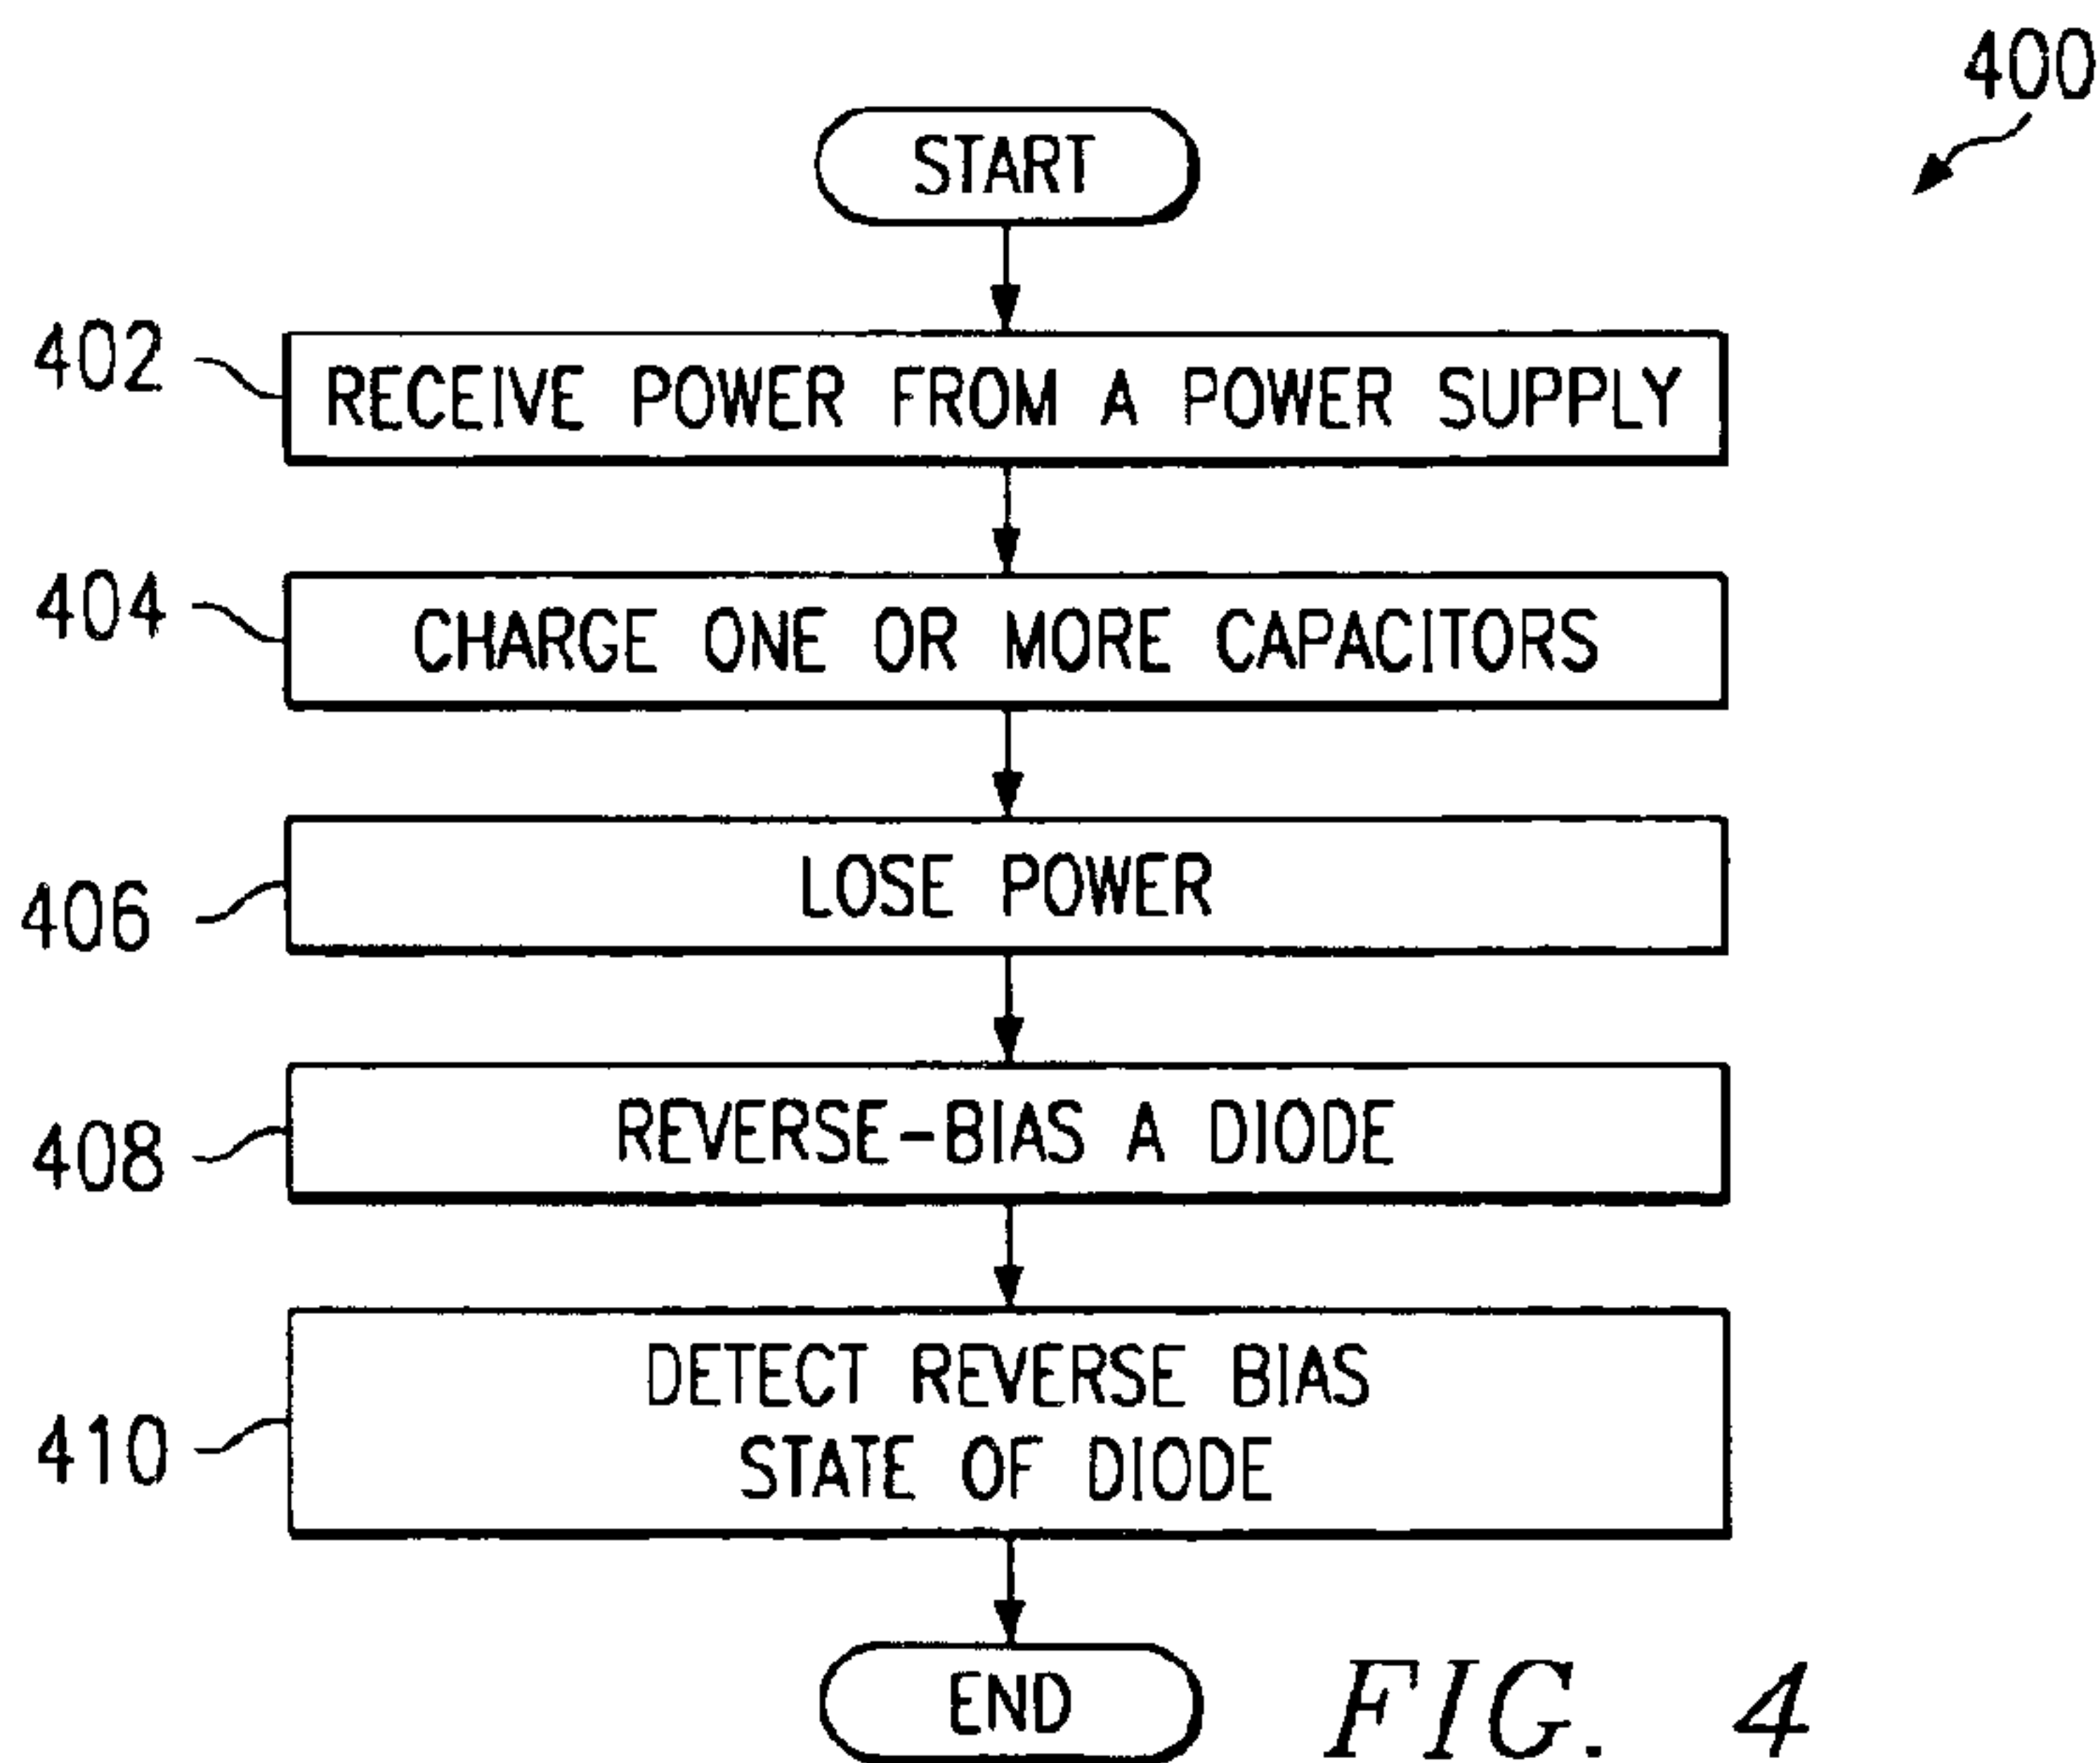 400
START
402
RECEIVE POWER FROM A POWER SUPPLY
404
CHARGE ONE OR MORE CAPACITORS
406
LOSE POWER
408
REVERSE-BIAS A DIODE
410
DETECT REVERSE BIAS
STATE OF DIODE
END
FIG. 4